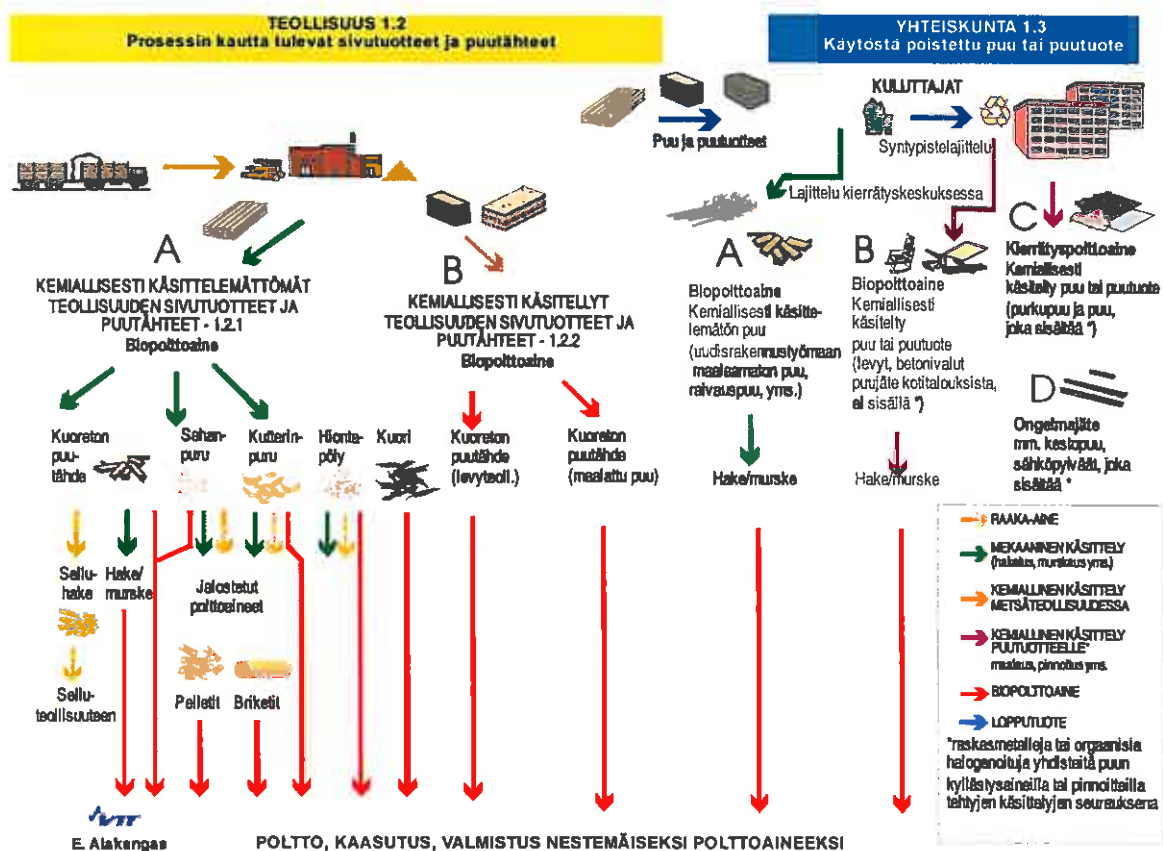 TEOLLISUUS 1.2
Prosessin kautta tulevat sivutuotteet ja puutähteet
YHTEISKUNTA 1.3
Käytöstä poistettu puu tai puutuote
Puu ja puutuotteet
KULUTTAJAT
Syntypistelajittelu
Lajittelu kierrätyskeskuksessa
A
KEMIALLISESTI KÄSITTELEMÄTTÖMÄT
TEOLLISUUDEN SIVUTUOTTEET JA
PUUTÄHTEET - 1.2.1
Biopolttoaine
B
KEMIALLISESTI KÄSITELLYT
TEOLLISUUDEN SIVUTUOTTEET JA
PUUTÄHTEET - 1.2.2
Biopolttoaine
A
Biopolttoaine
Kemiallisesti käsitte-
lemätön puu
(uudisrakennustyömaan
maalaamaton puu,
raivauspuu, yms.)
Hake/murske
B
Biopolttoaine
Kemiallisesti
käsitelty
puu tai puutuote
(levyt, betonivalut
puujäte kotitalouksista,
ei sisällä *)
Hake/murske
C
Kierrätyspolttoaine
Kemiallisesti
käsitelty puu tai puutuote
(purkupuu ja puu,
joka sisältää *)
D
Ongelmajäte
mm. kestopuu,
sähköpylväät, joka
sisältää *
Kuoreton
puu-
tähde
Sahan-
puru
Kutterin-
puru
Hionta-
pöly
Kuori
Kuoreton
puutähde
(levyteoll.)
Kuoreton
puutähde
(maalattu puu)
Sellu-
hake
Hake/
murske
Jalostetut
polttoaineet
Sellu-
teollisuuteen
Pelletit
Briketit
RAAKA-AINE
MEKAANINEN KÄSITTELY
(haketus, murskaus yms.)
KEMIALLINEN KÄSITTELY
METSÄTEOLLISUUDESSA
KEMIALLINEN KÄSITTELY
PUUTUOTTEELLE*
maalaus, pinnoitus yms.
BIOPOLTTOAINE
LOPPUTUOTE
*raskasmetalleja tai orgaanisia
halogenoituja yhdisteitä puun
kyllästysaineilla tai pinnoitteilla
tehtyjen käsittelyjen seurauksena
VTT
E. Alakangas
POLTTO, KAASUTUS, VALMISTUS NESTEMÄISEKSI POLTTOAINEEKSI